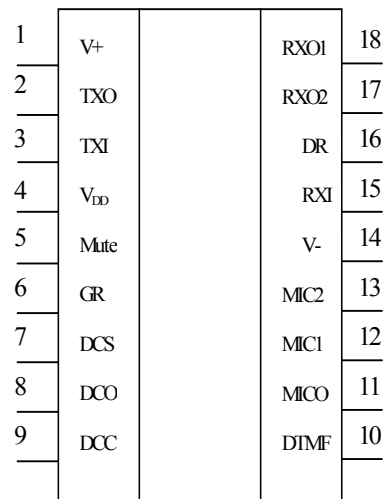 1 V+ RXO1 18
2 TXO RXO2 17
3 TXI DR 16
4 VDD RXI 15
5 Mute V- 14
6 GR MIC2 13
7 DCS MIC1 12
8 DCO MICO 11
9 DCC DTMF 10